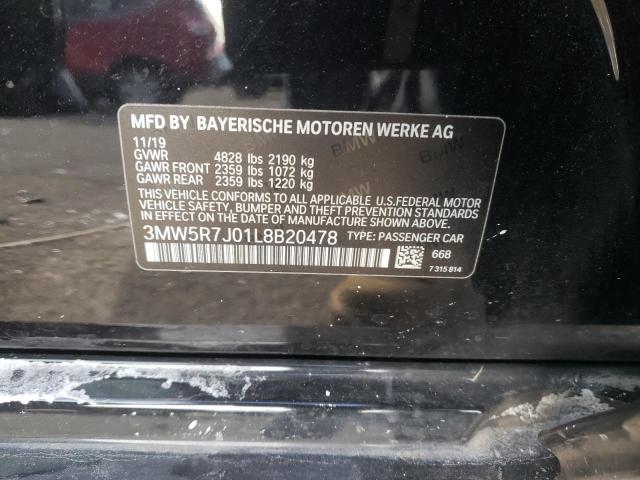 MFD BY BAYERISCHE MOTOREN WERKE AG
11/19
GVWR 4828 lbs 2190 kg
GAWR FRONT 2359 lbs 1072 kg
GAWR REAR 2359 lbs 1220 kg
THIS VEHICLE CONFORMS TO ALL APPLICABLE U.S.FEDERAL MOTOR
VEHICLE SAFETY, BUMPER AND THEFT PREVENTION STANDARDS
IN EFFECT ON THE DATE OF MANUFACTURE SHOWN ABOVE.
3MW5R7J01L8B20478 TYPE: PASSENGER CAR
668
7 315 814